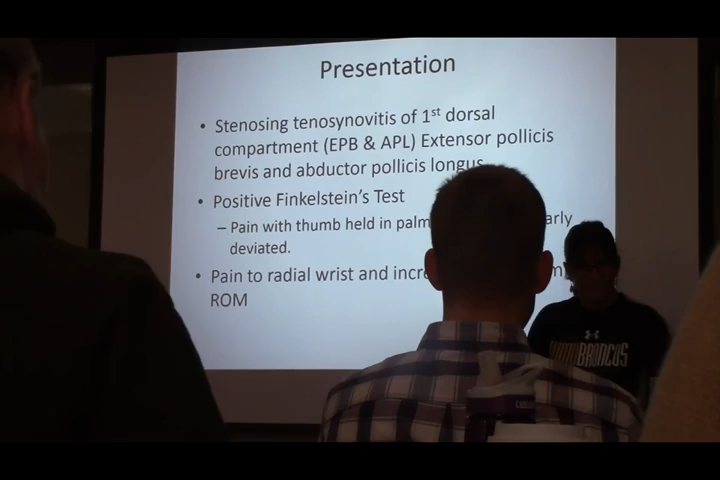 Presentation
• Stenosing tenosynovitis of 1st dorsal
compartment (EPB & APL) Extensor pollicis
brevis and abductor pollicis longus
• Positive Finkelstein's Test
– Pain with thumb held in palm
deviated.
• Pain to radial wrist and
ROM
BRONCOS